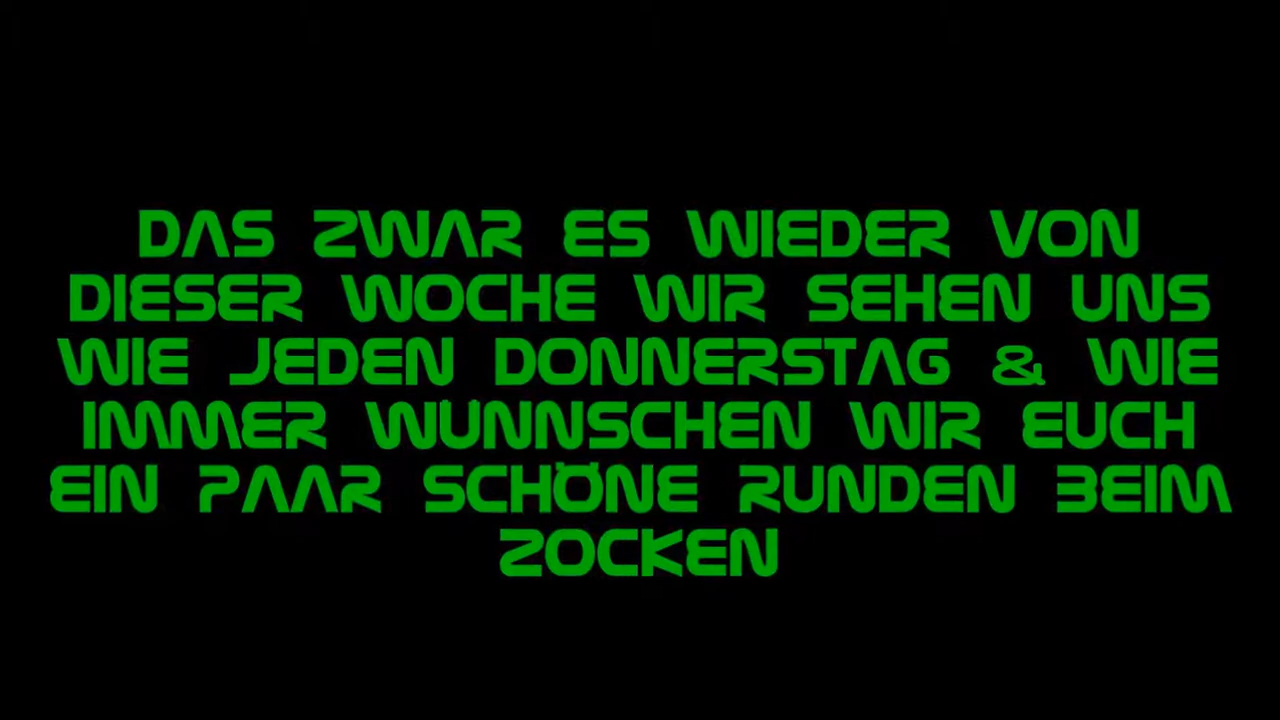 DAS ZWAR ES WIEDER VON
DIESER WOCHE WIR SEHEN UNS
WIE JEDEN DONNERSTAG & WIE
IMMER WÜNNSCHEN WIR EUCH
EIN PAAR SCHÖNE RUNDEN BEIM
ZOCKEN